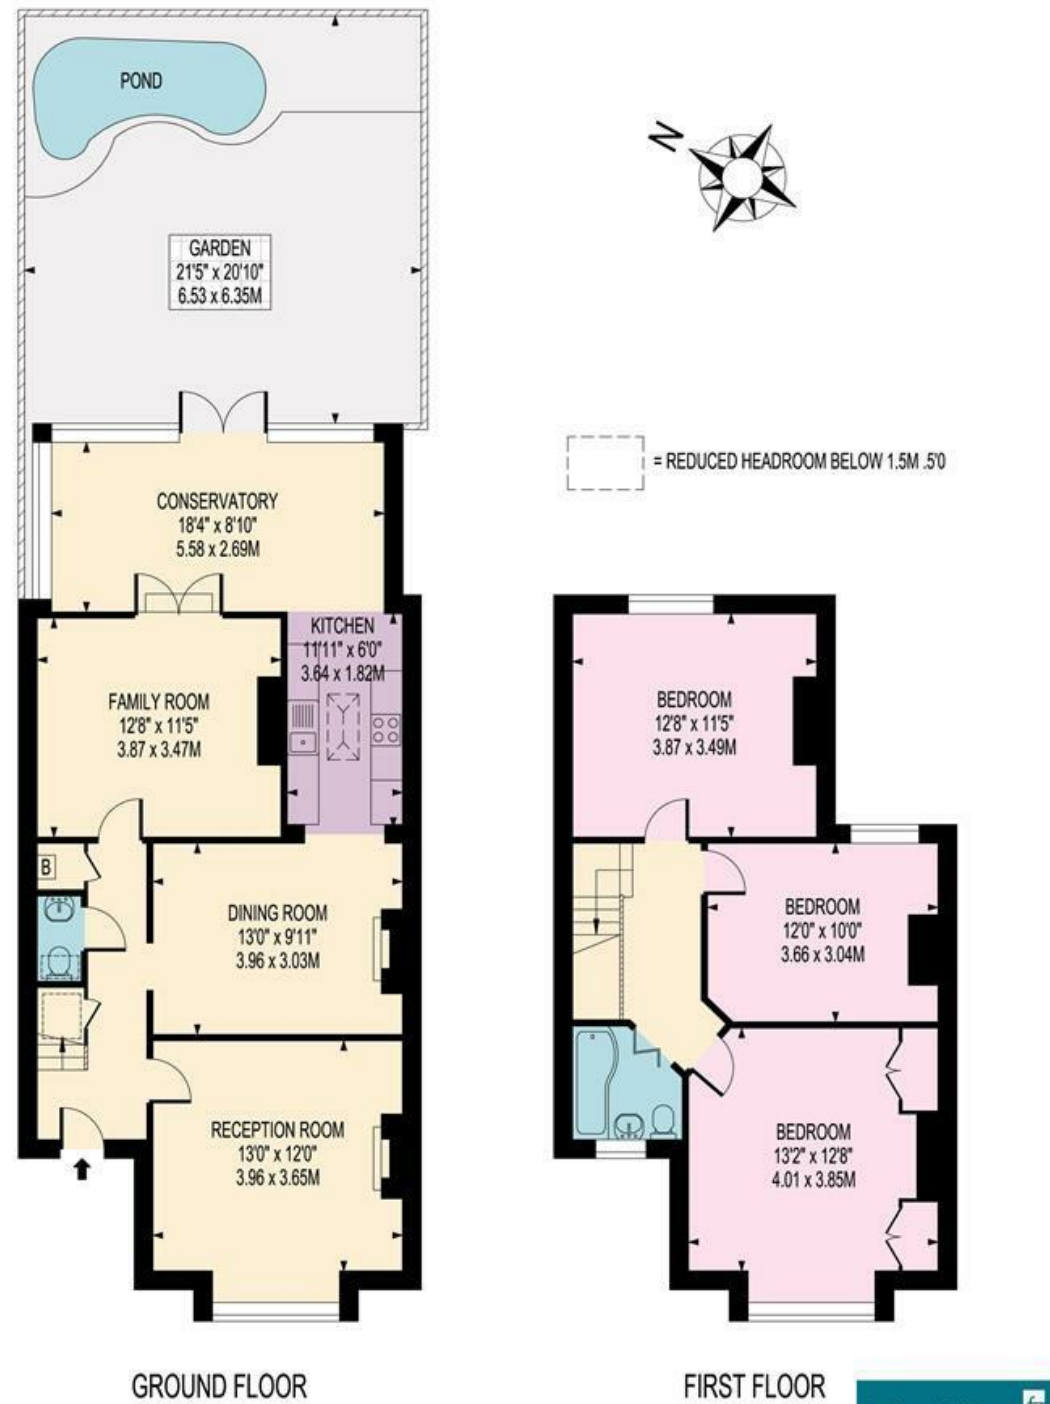 POND
N
GARDEN
21'5" x 20'10"
6.53 x 6.35M
= REDUCED HEADROOM BELOW 1.5M .5'0
CONSERVATORY
18'4" x 8'10"
5.58 x 2.69M
KITCHEN
11'11" x 6'0"
3.64 x 1.82M
FAMILY ROOM
12'8" x 11'5"
3.87 x 3.47M
BEDROOM
12'8" x 11'5"
3.87 x 3.49M
B
DINING ROOM
13'0" x 9'11"
3.96 x 3.03M
BEDROOM
12'0" x 10'0"
3.66 x 3.04M
RECEPTION ROOM
13'0" x 12'0"
3.96 x 3.65M
BEDROOM
13'2" x 12'8"
4.01 x 3.85M
GROUND FLOOR
FIRST FLOOR